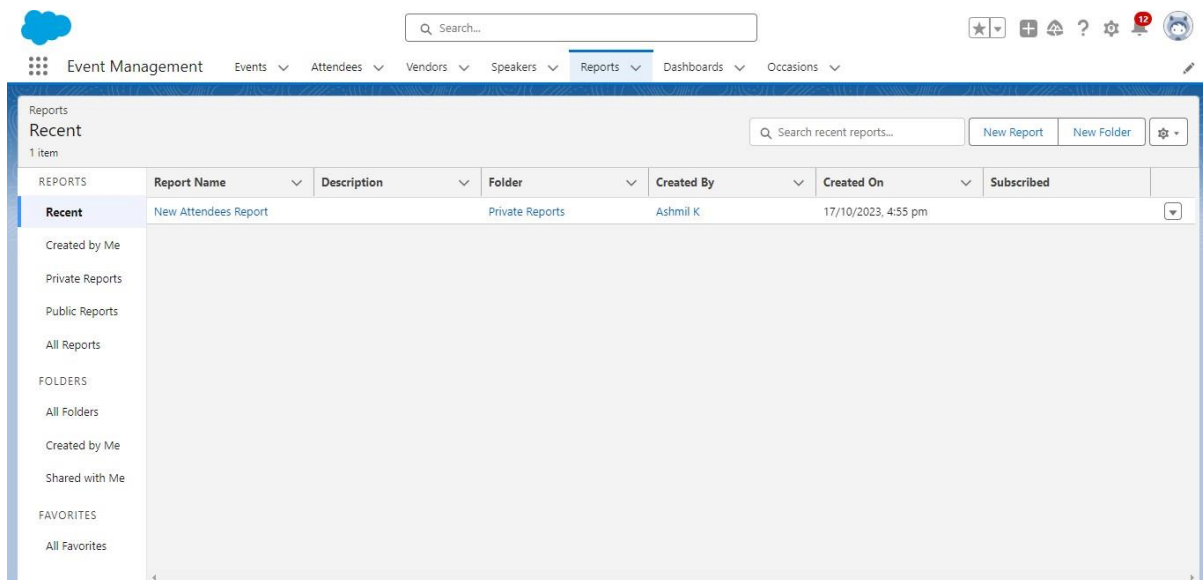 Search...
12
Event Management Events Attendees Vendors Speakers Reports Dashboards Occasions
Reports
Recent
1 item
Search recent reports...
New Report New Folder
REPORTS
Report Name Description Folder Created By Created On Subscribed
Recent
New Attendees Report Private Reports Ashmil K 17/10/2023, 4:55 pm
Created by Me
Private Reports
Public Reports
All Reports
FOLDERS
All Folders
Created by Me
Shared with Me
FAVORITES
All Favorites